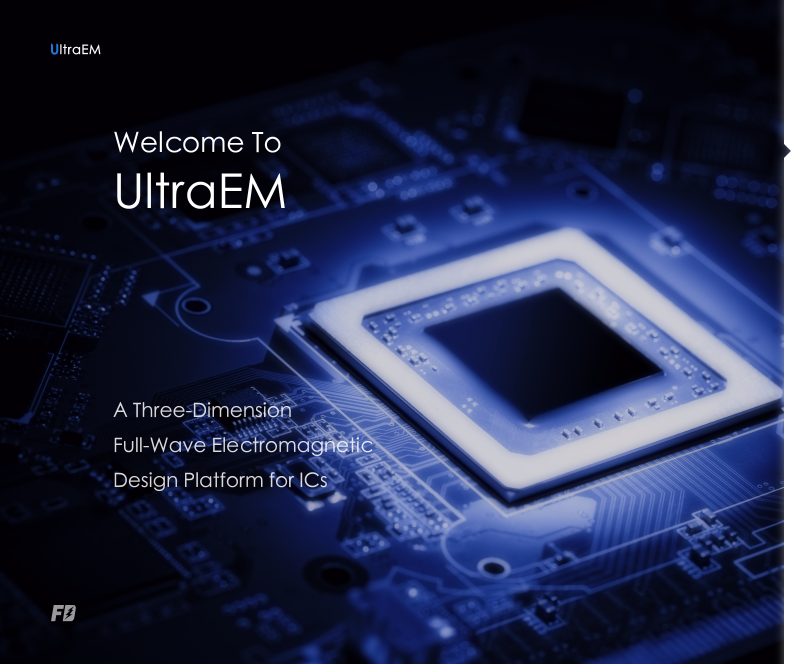 UltraEM
Welcome To
UltraEM
A Three-Dimension
Full-Wave Electromagnetic
Design Platform for ICs
FD